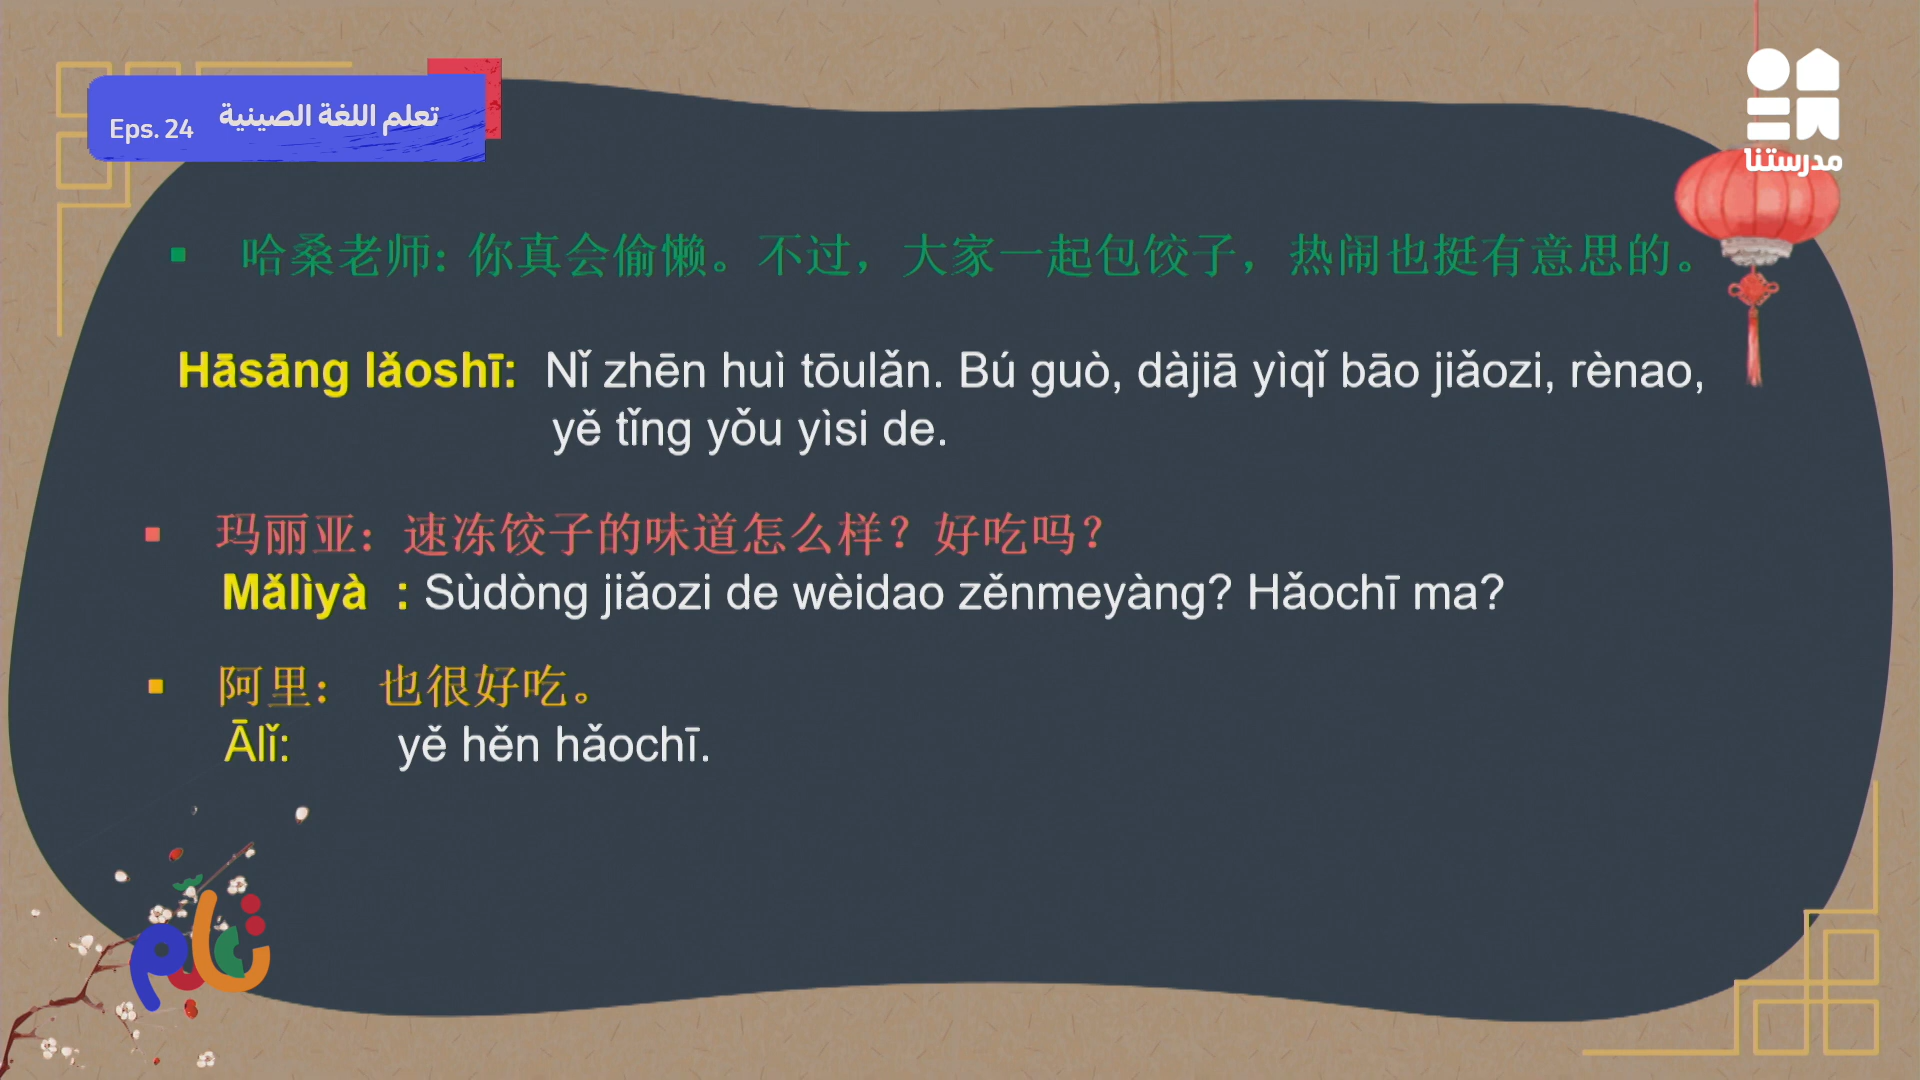 تعلم اللغة الصينية
Eps. 24
مدرستنا
哈桑老师: 你真会偷懒。不过，大家一起包饺子，热闹也挺有意思的。
Hāsāng lǎoshī: Nǐ zhēn huì tōulǎn. Bú guò, dàjiā yìqǐ bāo jiǎozi, rènao,
yě tǐng yǒu yìsi de.
玛丽亚: 速冻饺子的味道怎么样? 好吃吗?
Mǎlìyà : Sùdòng jiǎozi de wèidao zěnmeyàng? Hǎochī ma?
阿里: 也很好吃。
Ālǐ: yě hěn hǎochī.